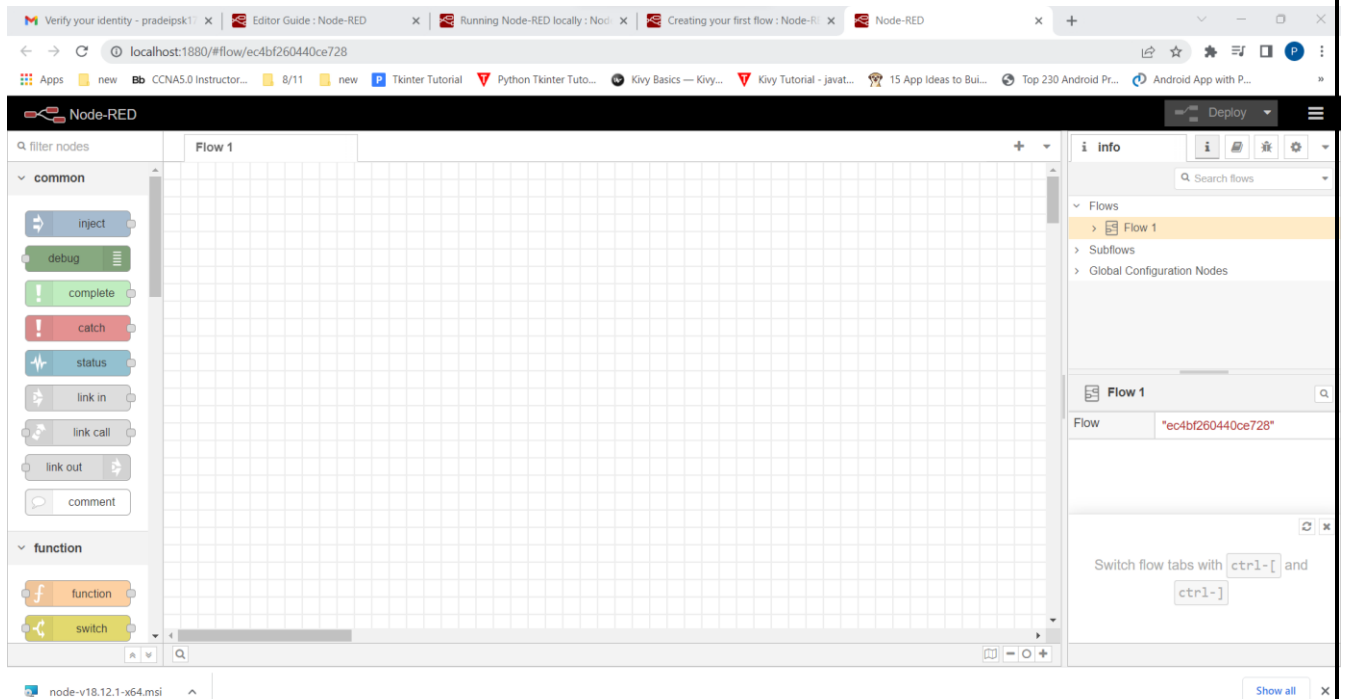 Verify your identity - pradeipsk1 Editor Guide : Node-RED Running Node-RED locally : Nod Creating your first flow : Node-R Node-RED
localhost:1880/#flow/ec4bf260440ce728 P
Apps new Bb CCNA5.0 Instructor... 8/11 new P Tkinter Tutorial Python Tkinter Tuto... Kivy Basics — Kivy... Kivy Tutorial - javat... 15 App Ideas to Bui... Top 230 Android Pr... Android App with P... »
Node-RED Deploy
filter nodes Flow 1 i info i
common Search flows
Flows
inject Flow 1
debug Subflows
Global Configuration Nodes
complete
catch
status
link in Flow 1
link call Flow "ec4bf260440ce728"
link out
comment
function
Switch flow tabs with ctrl-[ and
ctrl-]
function
switch
node-v18.12.1-x64.msi Show all